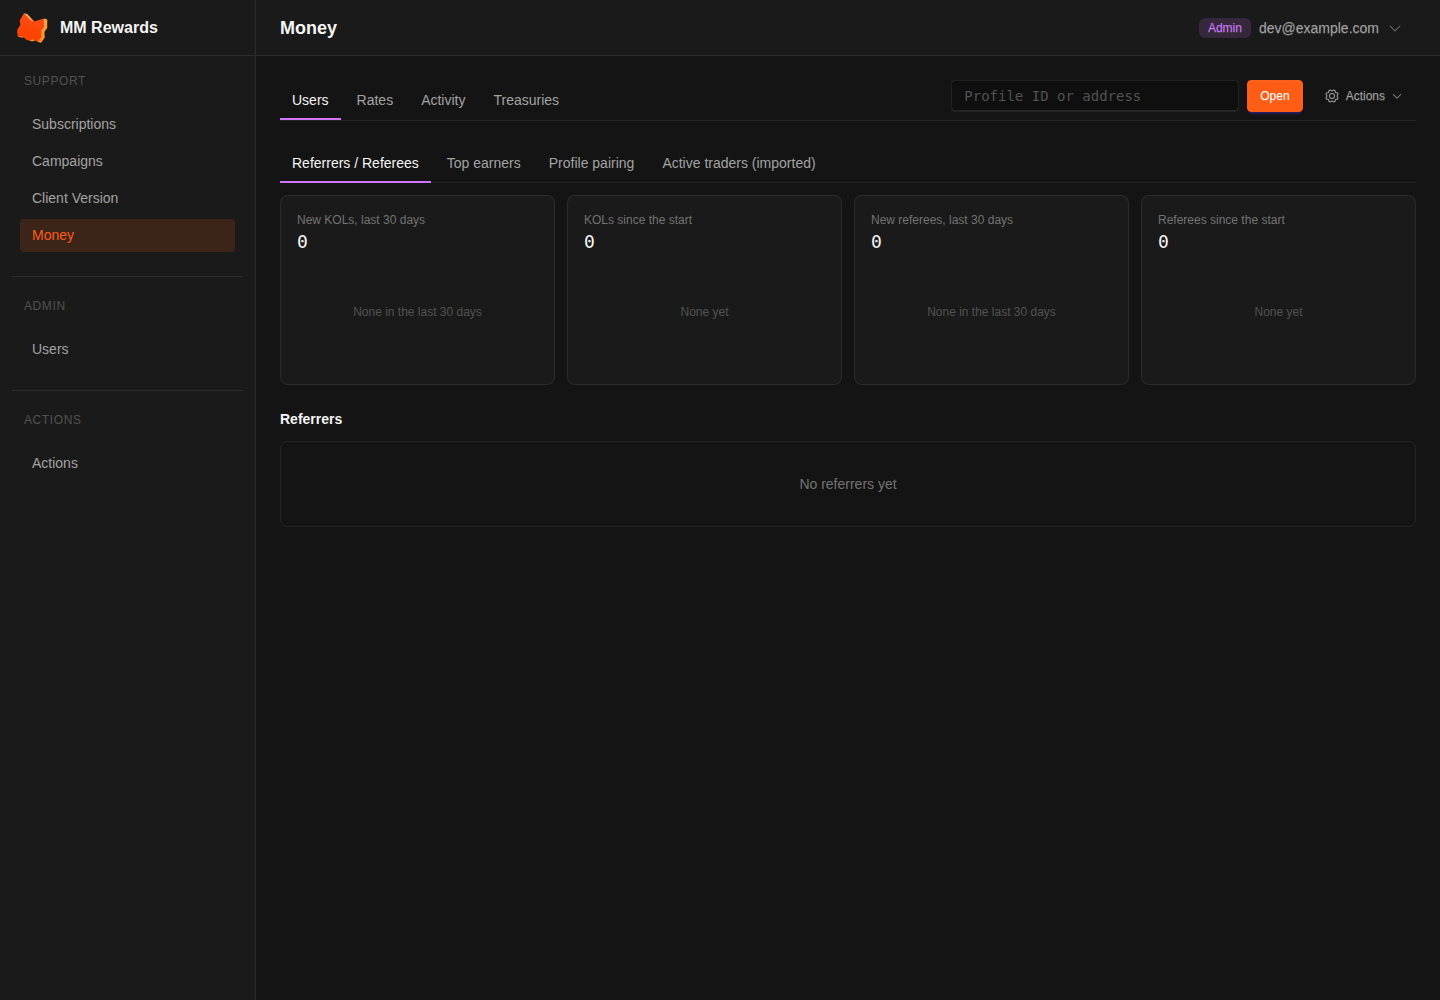 MM Rewards
SUPPORT
Subscriptions
Campaigns
Client Version
Money
ADMIN
Users
ACTIONS
Actions
Money
Admin
dev@example.com
Users
Rates
Activity
Treasuries
Profile ID or address
Open
Actions
Referrers / Referees
Top earners
Profile pairing
Active traders (imported)
New KOLs, last 30 days
0
None in the last 30 days
KOLs since the start
0
None yet
New referees, last 30 days
0
None in the last 30 days
Referees since the start
0
None yet
Referrers
No referrers yet